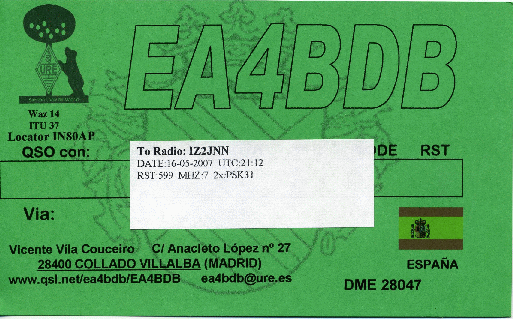 EA4BDB
URE
Waz 14
ITU 37
Locator IN80AP
QSO con:
ODE RST
To Radio: IZ2JNN
DATE:16-05-2007 UTC:21:12
RST:599 MHZ:7 2x:PSK31
Via:
Vicente Vila Couceiro C/ Anacleto López nº 27
28400 COLLADO VILLALBA (MADRID)
www.qsl.net/ea4bdb/EA4BDB ea4bdb@ure.es
ESPAÑA
DME 28047